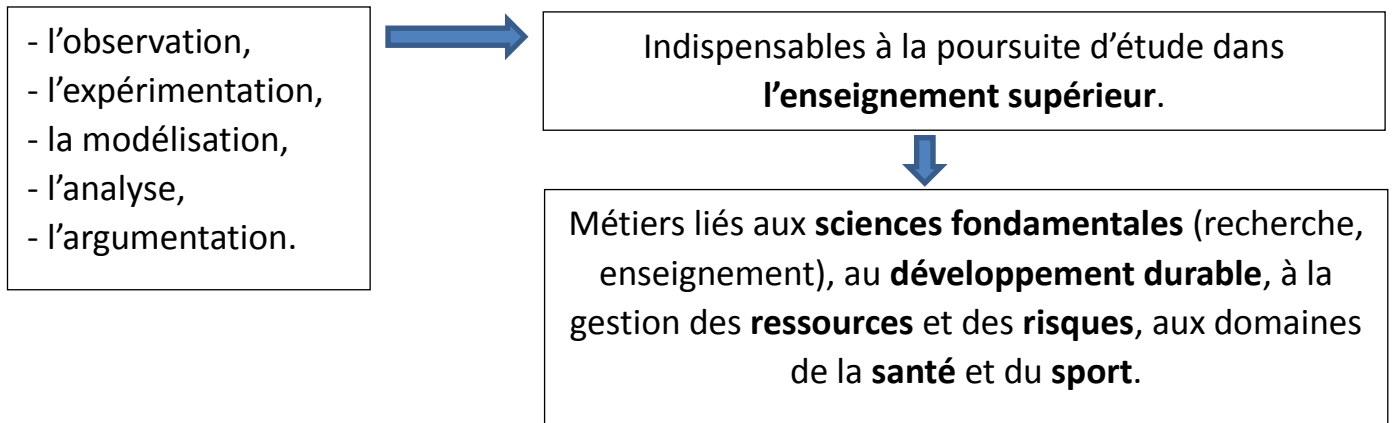 - l’observation,
- l’expérimentation,
- la modélisation,
- l’analyse,
- l’argumentation.
Indispensables à la poursuite d’étude dans
l’enseignement supérieur.
Métiers liés aux sciences fondamentales (recherche,
enseignement), au développement durable, à la
gestion des ressources et des risques, aux domaines
de la santé et du sport.